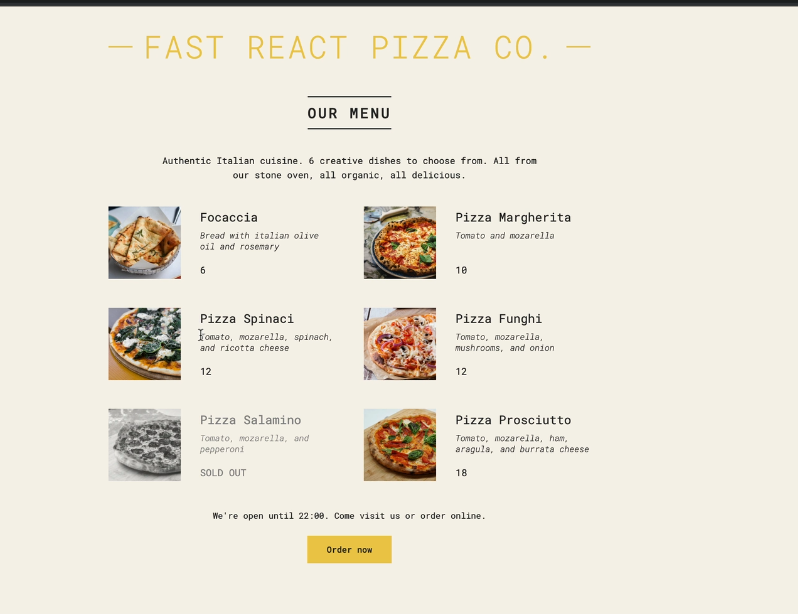 — FAST REACT PIZZA CO. —
OUR MENU
Authentic Italian cuisine. 6 creative dishes to choose from. All from
our stone oven, all organic, all delicious.
Focaccia
Bread with italian olive
oil and rosemary
6
Pizza Margherita
Tomato and mozarella
10
Pizza Spinaci
Tomato, mozarella, spinach,
and ricotta cheese
12
Pizza Funghi
Tomato, mozarella,
mushrooms, and onion
12
Pizza Salamino
Tomato, mozarella, and
pepperoni
SOLD OUT
Pizza Prosciutto
Tomato, mozarella, ham,
aragula, and burrata cheese
18
We're open until 22:00. Come visit us or order online.
Order now